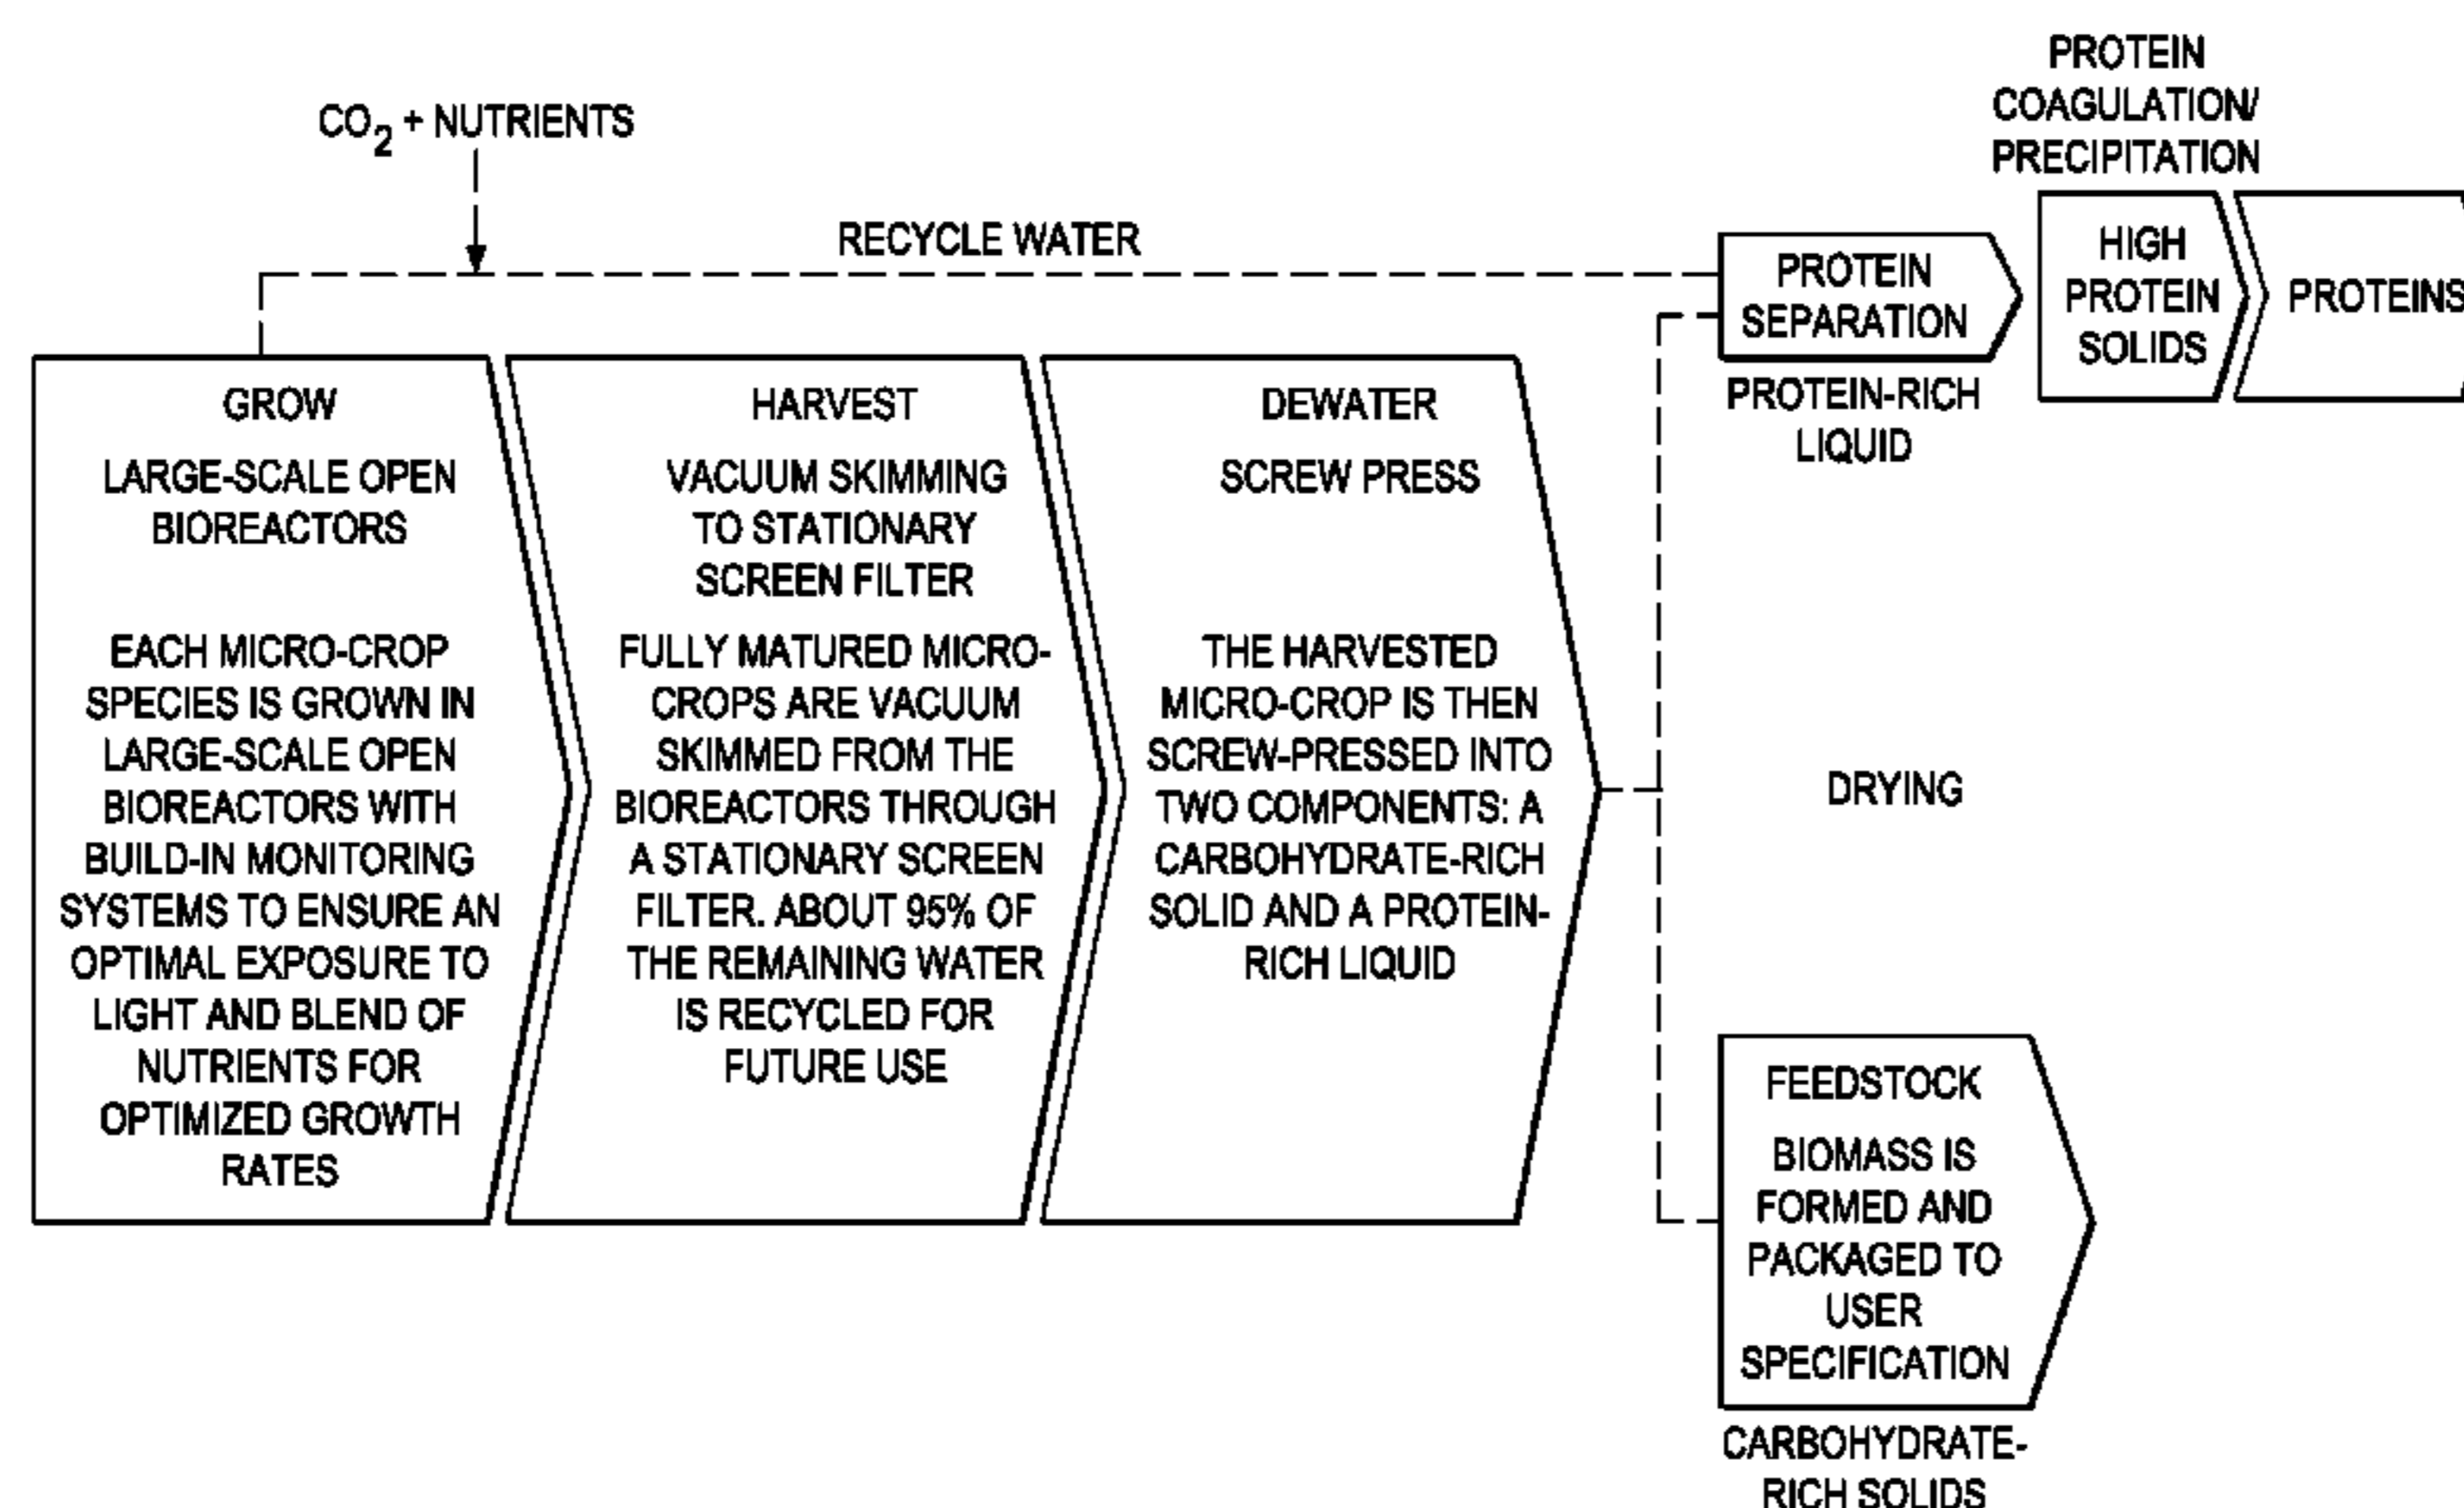 CO2 + NUTRIENTS
RECYCLE WATER
GROW
LARGE-SCALE OPEN
BIOREACTORS
EACH MICRO-CROP
SPECIES IS GROWN IN
LARGE-SCALE OPEN
BIOREACTORS WITH
BUILD-IN MONITORING
SYSTEMS TO ENSURE AN
OPTIMAL EXPOSURE TO
LIGHT AND BLEND OF
NUTRIENTS FOR
OPTIMIZED GROWTH
RATES
HARVEST
VACUUM SKIMMING
TO STATIONARY
SCREEN FILTER
FULLY MATURED MICRO-
CROPS ARE VACUUM
SKIMMED FROM THE
BIOREACTORS THROUGH
A STATIONARY SCREEN
FILTER. ABOUT 95% OF
THE REMAINING WATER
IS RECYCLED FOR
FUTURE USE
DEWATER
SCREW PRESS
THE HARVESTED
MICRO-CROP IS THEN
SCREW-PRESSED INTO
TWO COMPONENTS: A
CARBOHYDRATE-RICH
SOLID AND A PROTEIN-
RICH LIQUID
PROTEIN
SEPARATION
PROTEIN-RICH
LIQUID
PROTEIN
COAGULATION/
PRECIPITATION
HIGH
PROTEIN
SOLIDS
PROTEINS
DRYING
FEEDSTOCK
BIOMASS IS
FORMED AND
PACKAGED TO
USER
SPECIFICATION
CARBOHYDRATE-
RICH SOLIDS